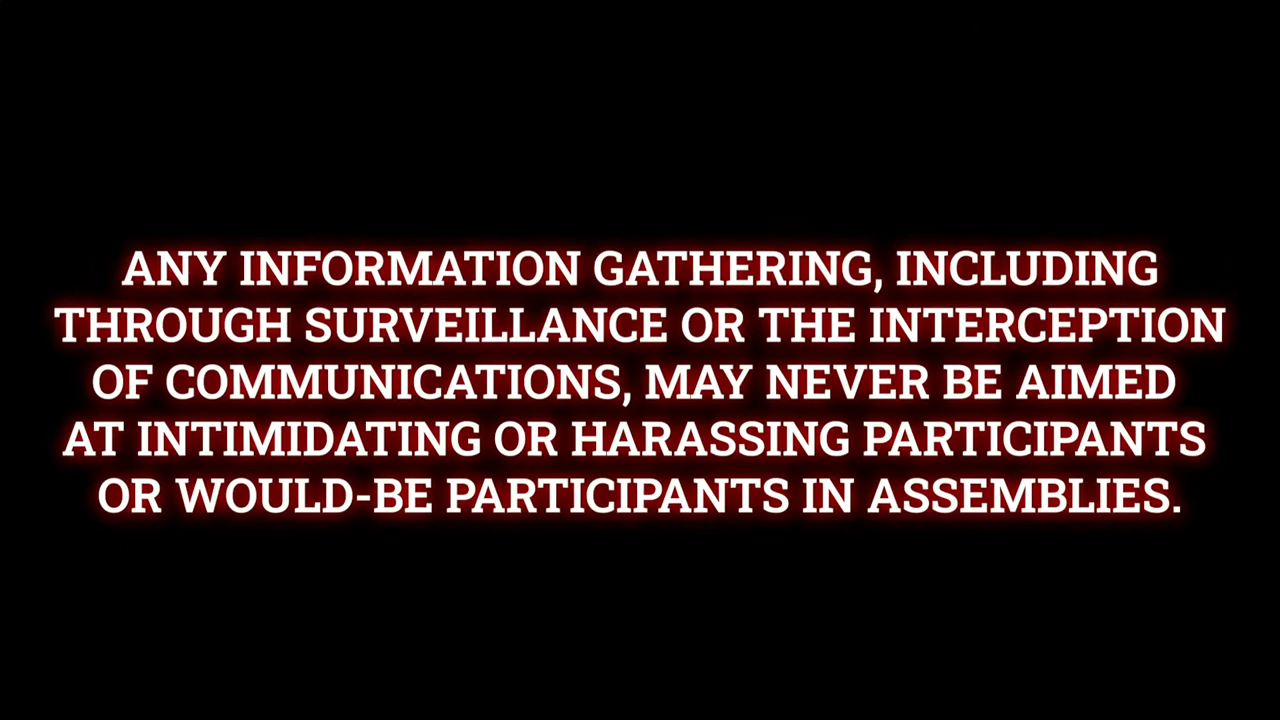 ANY INFORMATION GATHERING, INCLUDING
THROUGH SURVEILLANCE OR THE INTERCEPTION
OF COMMUNICATIONS, MAY NEVER BE AIMED
AT INTIMIDATING OR HARASSING PARTICIPANTS
OR WOULD-BE PARTICIPANTS IN ASSEMBLIES.